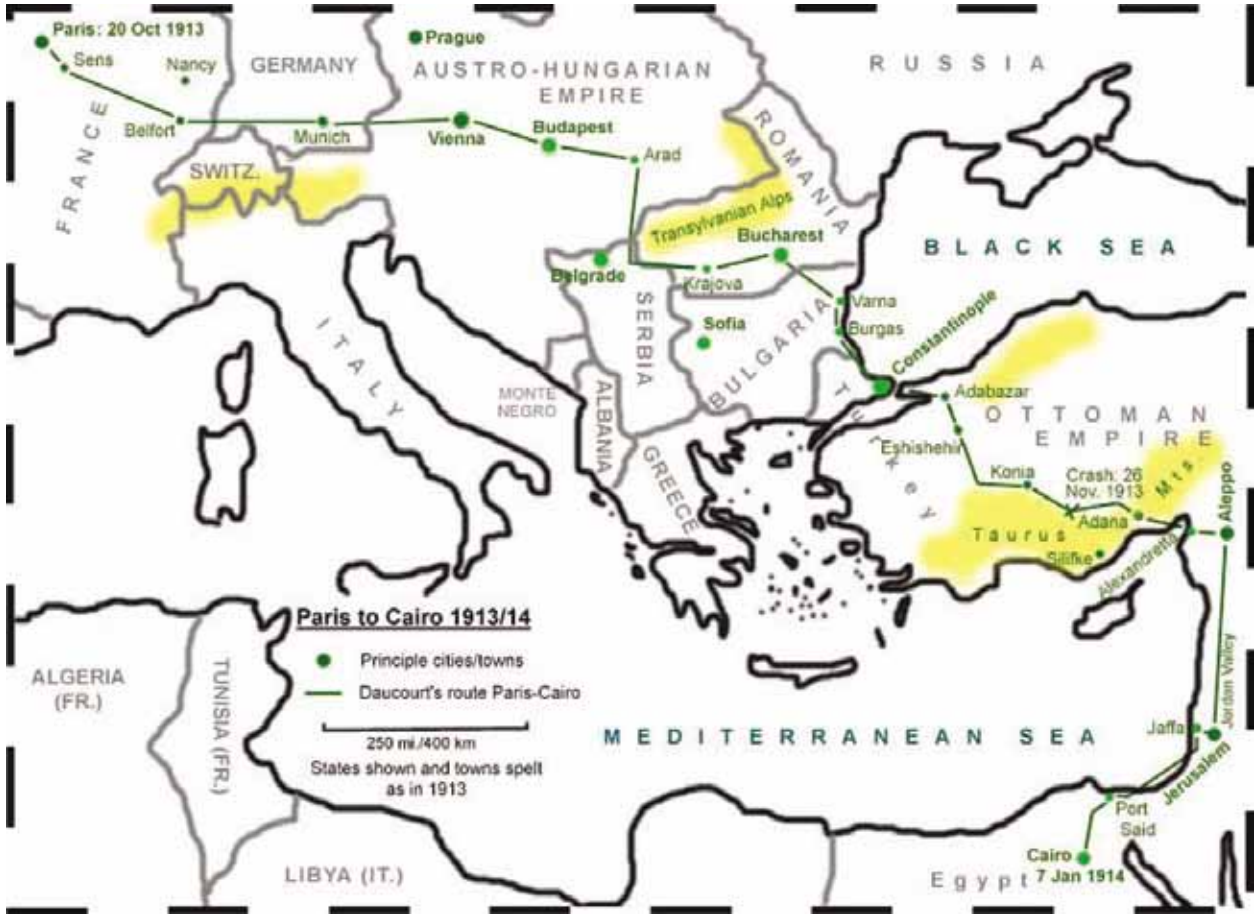 Paris: 20 Oct 1913
Sens
Nancy
GERMANY
Prague
AUSTRO-HUNGARIAN
EMPIRE
RUSSIA
FRANCE
Belfort
Munich
Vienna
Budapest
Arad
ROMANIA
SWITZ.
Transylvanian Alps
Bucharest
BLACK SEA
Belgrade
Krajova
Varna
Burgas
SERBIA
Sofia
BULGARIA
Constantinople
ITALY
MONTE
NEGRO
ALBANIA
GREECE
Turkey
Adabazar
OTTOMAN
EMPIRE
Eshishehir
Konia
Crash: 26
Nov. 1913
Mts.
Adana
Taurus
Silifke
Alexandretta
Aleppo
Paris to Cairo 1913/14
Principle cities/towns
Daucourt's route Paris-Cairo
250 mi./400 km
States shown and towns spelt
as in 1913
ALGERIA
(FR.)
TUNISIA (FR.)
MEDITERRANEAN SEA
Jordan Valley
Jaffa
Jerusalem
Port
Said
Cairo
7 Jan 1914
Egypt
LIBYA (IT.)